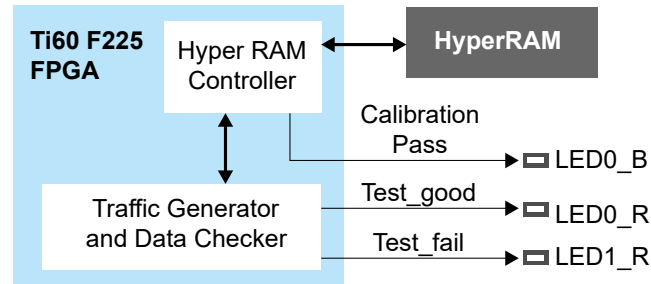 Ti60 F225
FPGA
Hyper RAM
Controller
HyperRAM
Calibration
Pass
LED0_B
Traffic Generator
and Data Checker
Test_good
LED0_R
Test_fail
LED1_R